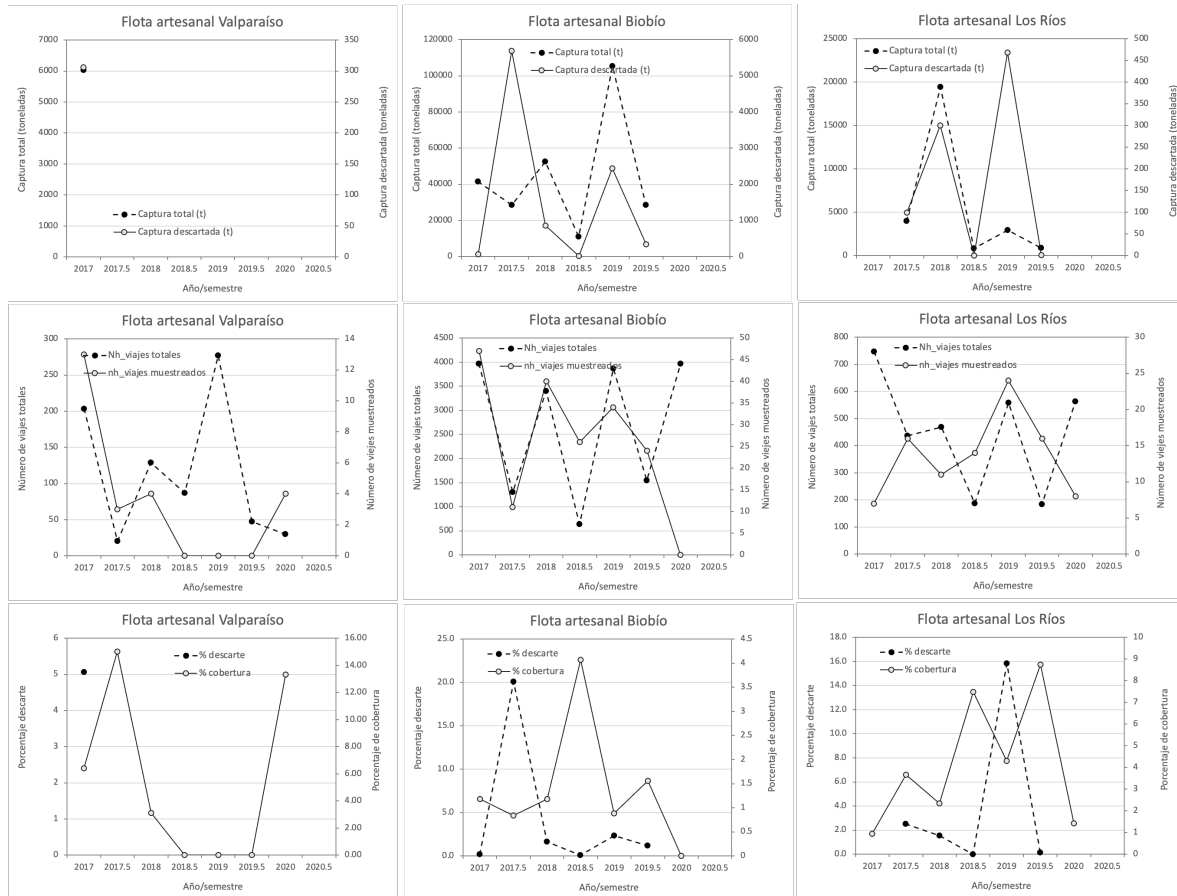 Flota artesanal Valparaíso
Captura total (toneladas)
7000
6000
5000
4000
3000
2000
1000
0
350
300
250
200
150
100
50
0
Captura descartada (toneladas)
Captura total (t)
Captura descartada (t)
2017 2017.5 2018 2018.5 2019 2019.5 2020 2020.5
Año/semestre
Flota artesanal Biobío
Captura total (toneladas)
120000
100000
80000
60000
40000
20000
0
6000
5000
4000
3000
2000
1000
0
Captura descartada (toneladas)
Captura total (t)
Captura descartada (t)
2017 2017.5 2018 2018.5 2019 2019.5 2020 2020.5
Año/semestre
Flota artesanal Los Ríos
Captura total (toneladas)
25000
20000
15000
10000
5000
0
500
450
400
350
300
250
200
150
100
50
0
Captura descartada (toneladas)
Captura total (t)
Captura descartada (t)
2017 2017.5 2018 2018.5 2019 2019.5 2020 2020.5
Año/semestre
Flota artesanal Valparaíso
Número de viajes totales
300
250
200
150
100
50
0
14
12
10
8
6
4
2
0
Número de viejes muestreados
Nh_viajes totales
nh_viajes muestreados
2017 2017.5 2018 2018.5 2019 2019.5 2020 2020.5
Año/semestre
Flota artesanal Biobío
Número de viajes totales
4500
4000
3500
3000
2500
2000
1500
1000
500
0
50
45
40
35
30
25
20
15
10
5
0
Número de viajes muestreados
Nh_viajes totales
nh_viajes muestreados
2017 2017.5 2018 2018.5 2019 2019.5 2020 2020.5
Año/semestre
Flota artesanal Los Ríos
Número de viajes totales
800
700
600
500
400
300
200
100
0
30
25
20
15
10
5
0
Número de viajes muestreados
Nh_viajes totales
nh_viajes muestreados
2017 2017.5 2018 2018.5 2019 2019.5 2020 2020.5
Año/semestre
Flota artesanal Valparaíso
Porcentaje descarte
6
5
4
3
2
1
0
16.00
14.00
12.00
10.00
8.00
6.00
4.00
2.00
0.00
Porcentaje de cobertura
% descarte
% cobertura
2017 2017.5 2018 2018.5 2019 2019.5 2020 2020.5
Año/semestre
Flota artesanal Biobío
Porcentaje descarte
25.0
20.0
15.0
10.0
5.0
0.0
4.5
4
3.5
3
2.5
2
1.5
1
0.5
0
Porcentaje de cobertura
% descarte
% cobertura
2017 2017.5 2018 2018.5 2019 2019.5 2020 2020.5
Año/semestre
Flota artesanal Los Ríos
Porcentaje descarte
18.0
16.0
14.0
12.0
10.0
8.0
6.0
4.0
2.0
0.0
10
9
8
7
6
5
4
3
2
1
0
Porcentaje de cobertura
% descarte
% cobertura
2017 2017.5 2018 2018.5 2019 2019.5 2020 2020.5
Año/semestre